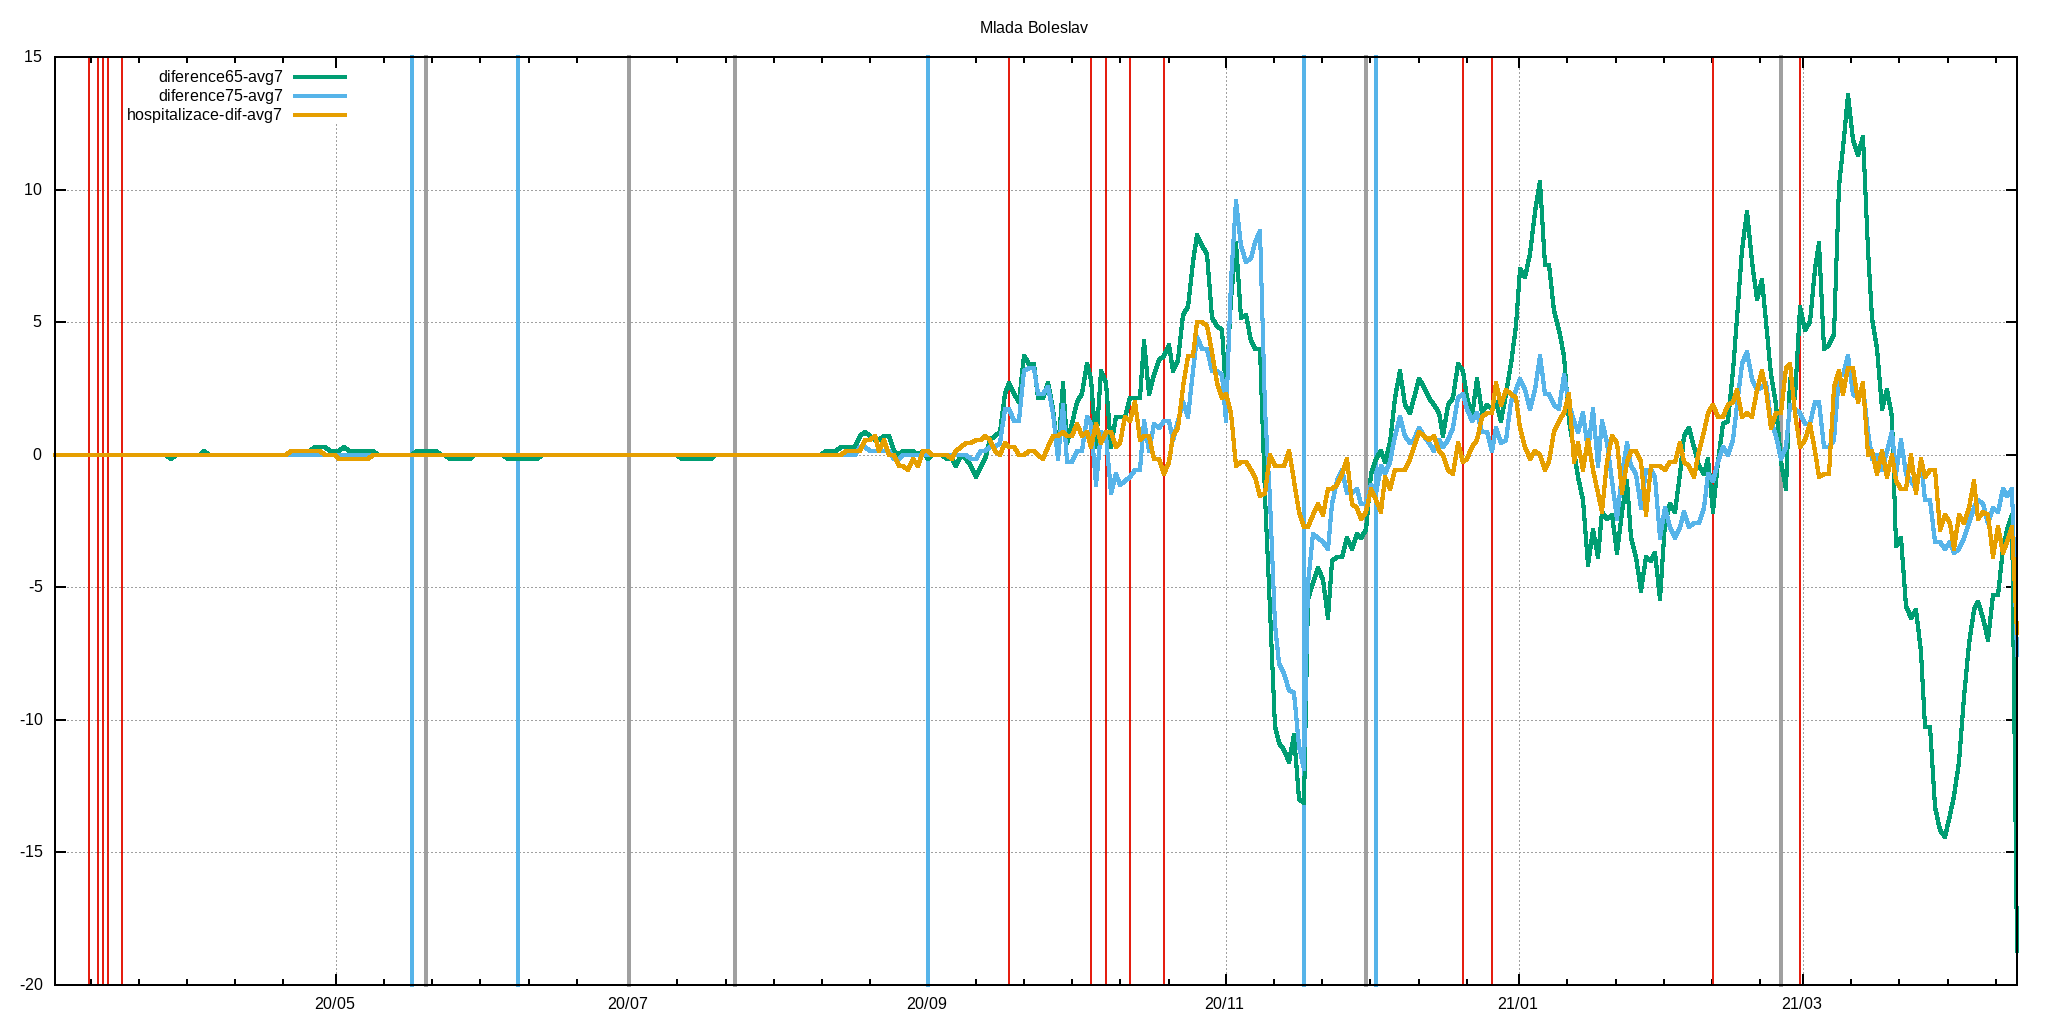 Mlada Boleslav
15
diference65-avg7
diference75-avg7
hospitalizace-dif-avg7
10
5
0
-5
-10
-15
-20
20/05 20/07 20/09 20/11 21/01 21/03